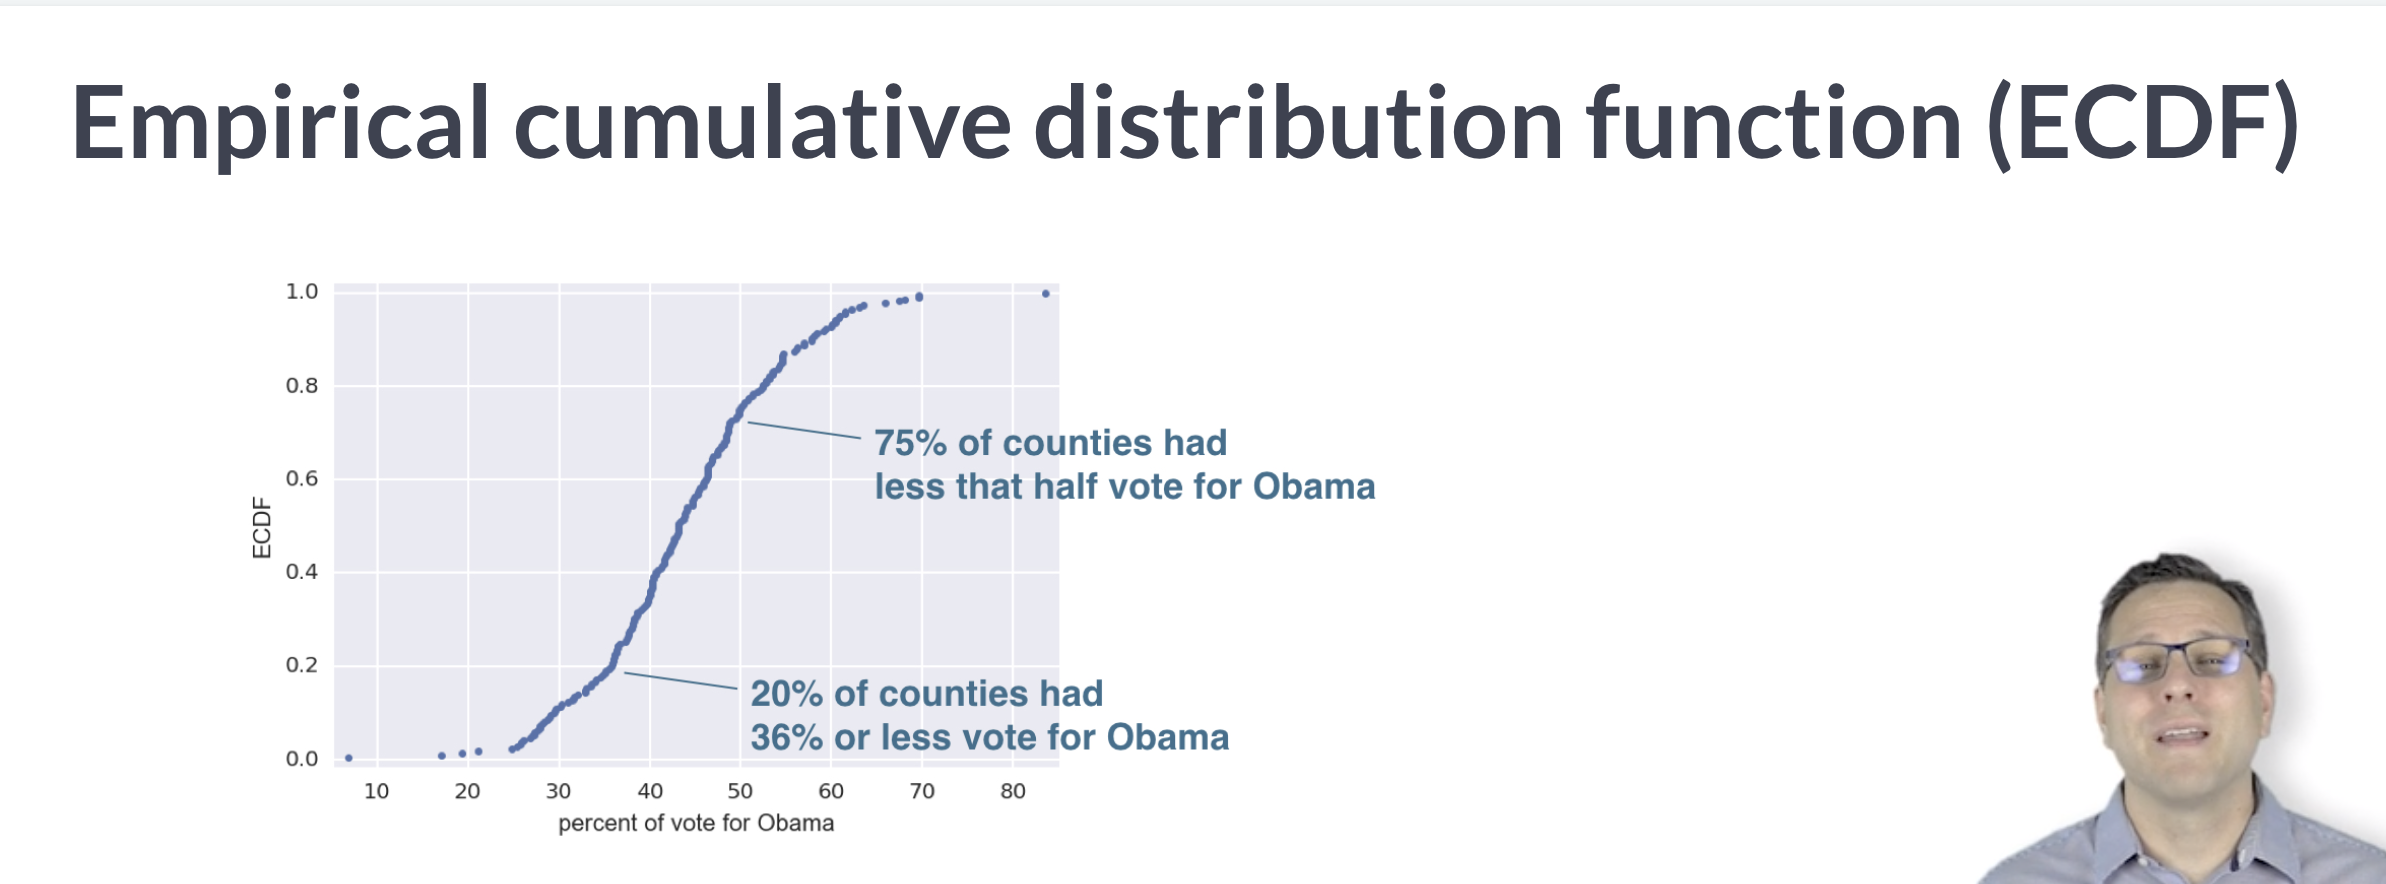 Empirical cumulative distribution function (ECDF)
1.0
0.8
0.6
0.4
0.2
0.0
ECDF
75% of counties had
less that half vote for Obama
20% of counties had
36% or less vote for Obama
10 20 30 40 50 60 70 80
percent of vote for Obama